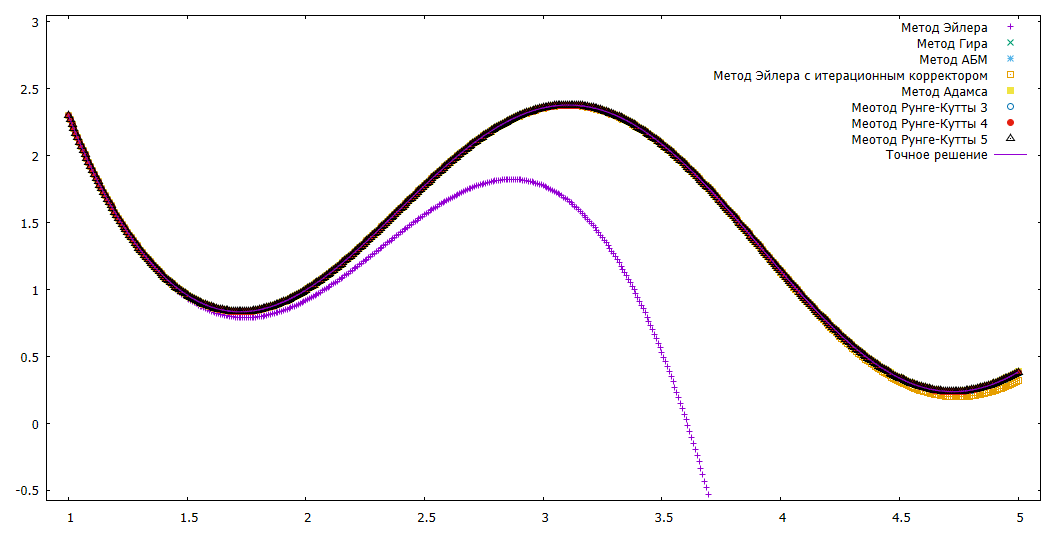 3
2.5
2
1.5
1
0.5
0
-0.5
1
1.5
2
2.5
3
3.5
4
4.5
5
Метод Эйлера
Метод Гира
Метод АБМ
Метод Эйлера с итерационным корректором
Метод Адамса
Меотод Рунге-Кутты 3
Меотод Рунге-Кутты 4
Меотод Рунге-Кутты 5
Точное решение